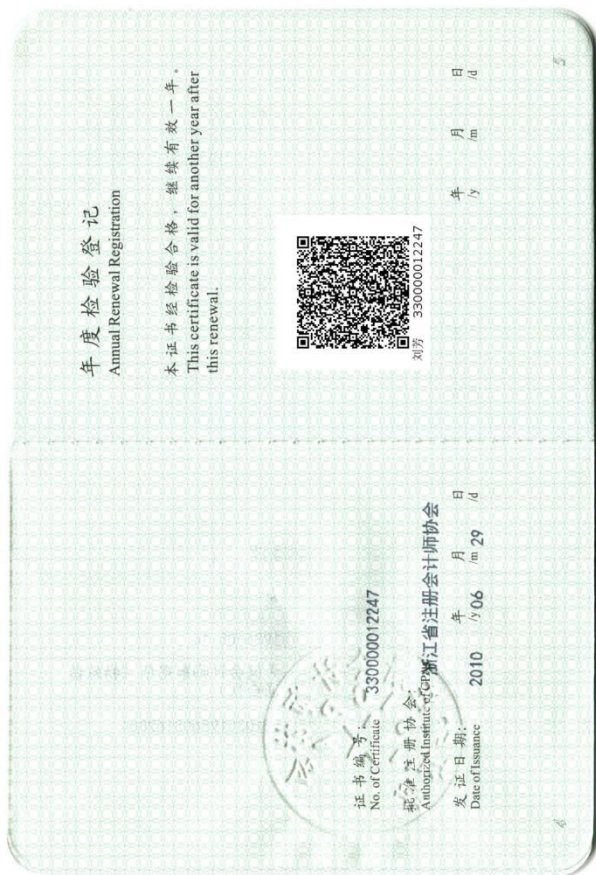 年度检验登记
Annual Renewal Registration
本证书经检验合格，继续有效一年。
This certificate is valid for another year after
this renewal.
刘芳 330000012247
年 月 日
/y /m /d
5
证书编号:
No. of Certificate
330000012247
批准注册协会:
Authorized Institute of CPAs
浙江省注册会计师协会
发证日期:
Date of Issuance
2010 年 06 月 29 日
/y /m /d
4